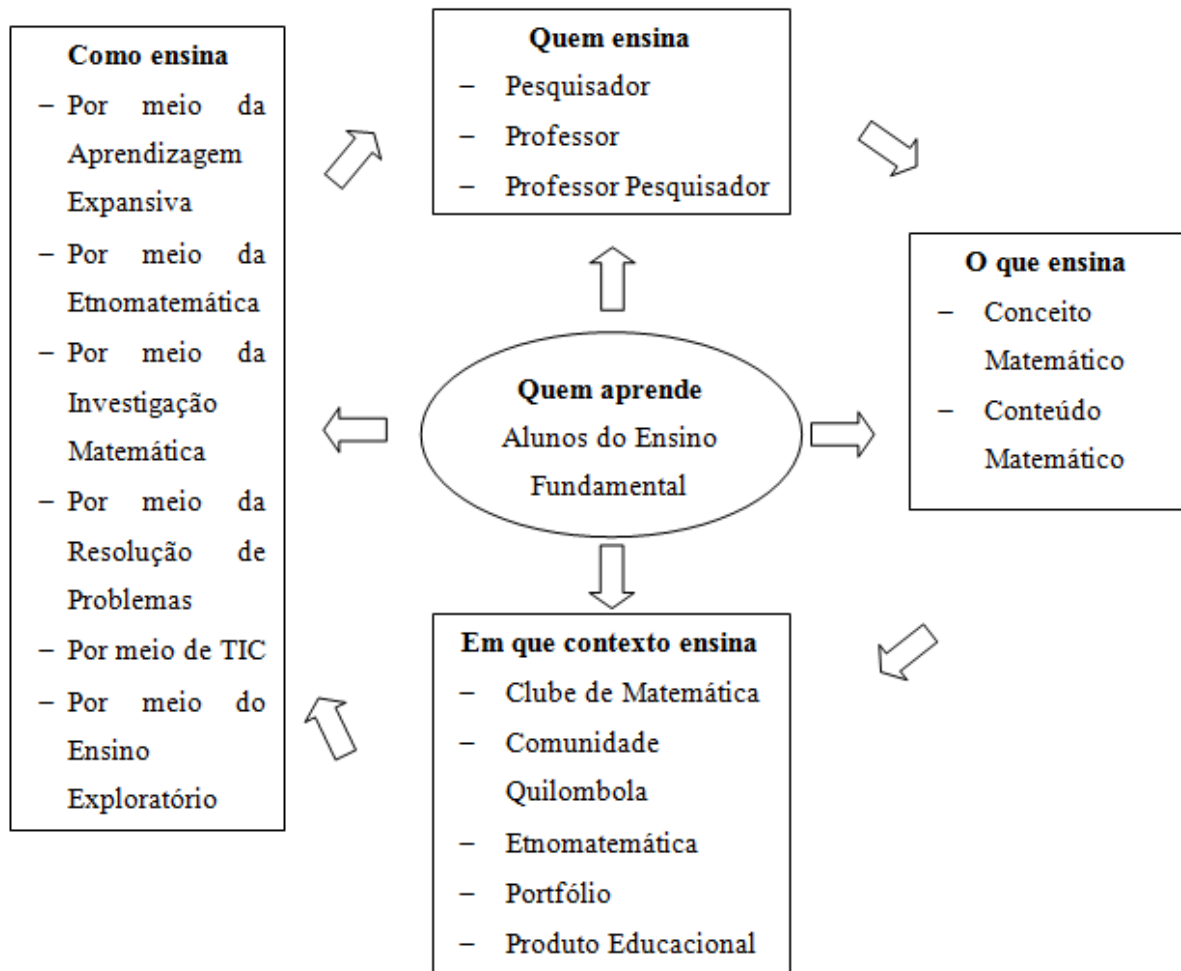 Como ensina
– Por meio da
Aprendizagem
Expansiva
– Por meio da
Etnomatemática
– Por meio da
Investigação
Matemática
– Por meio da
Resolução de
Problemas
– Por meio de TIC
– Por meio do
Ensino
Exploratório
Quem ensina
– Pesquisador
– Professor
– Professor Pesquisador
O que ensina
– Conceito
Matemático
– Conteúdo
Matemático
Quem aprende
Alunos do Ensino
Fundamental
Em que contexto ensina
– Clube de Matemática
– Comunidade
Quilombola
– Etnomatemática
– Portfólio
– Produto Educacional